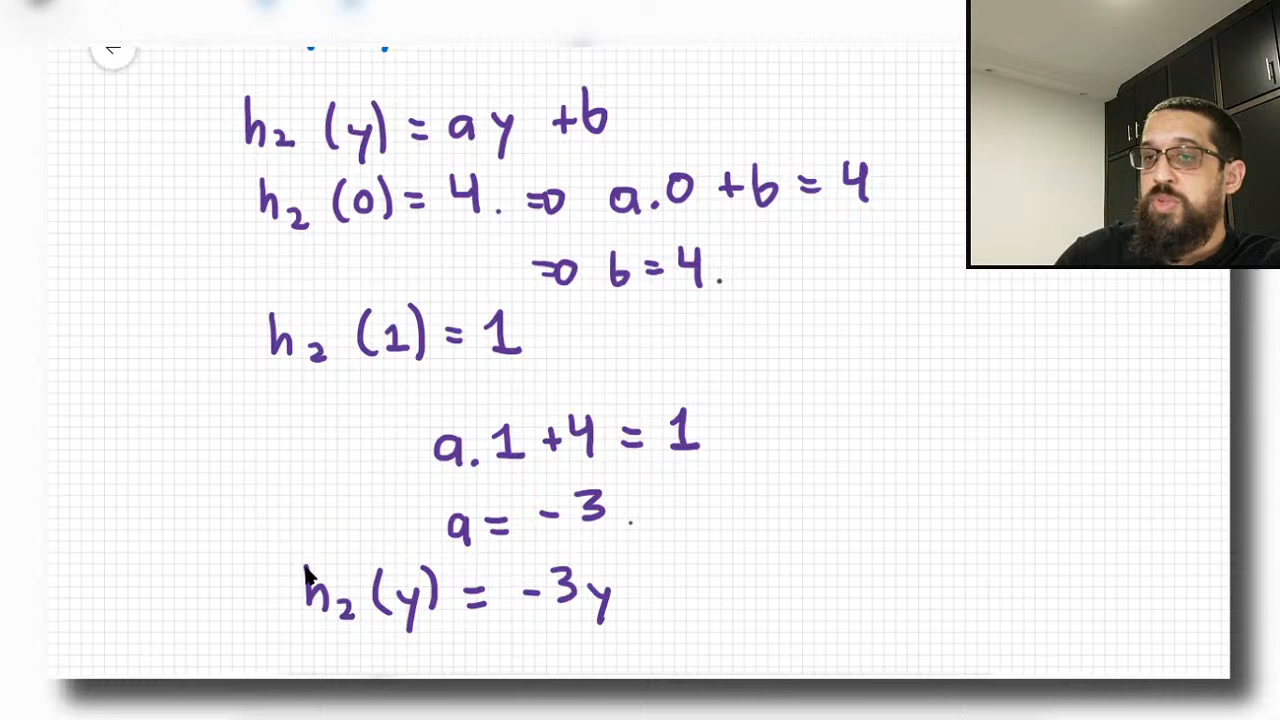 h₂ (y) = ay + b
h₂ (0) = 4. ⇒ a.0 + b = 4
⇒ b = 4.
h₂ (1) = 1
a.1 + 4 = 1
a = -3.
h₂ (y) = -3y